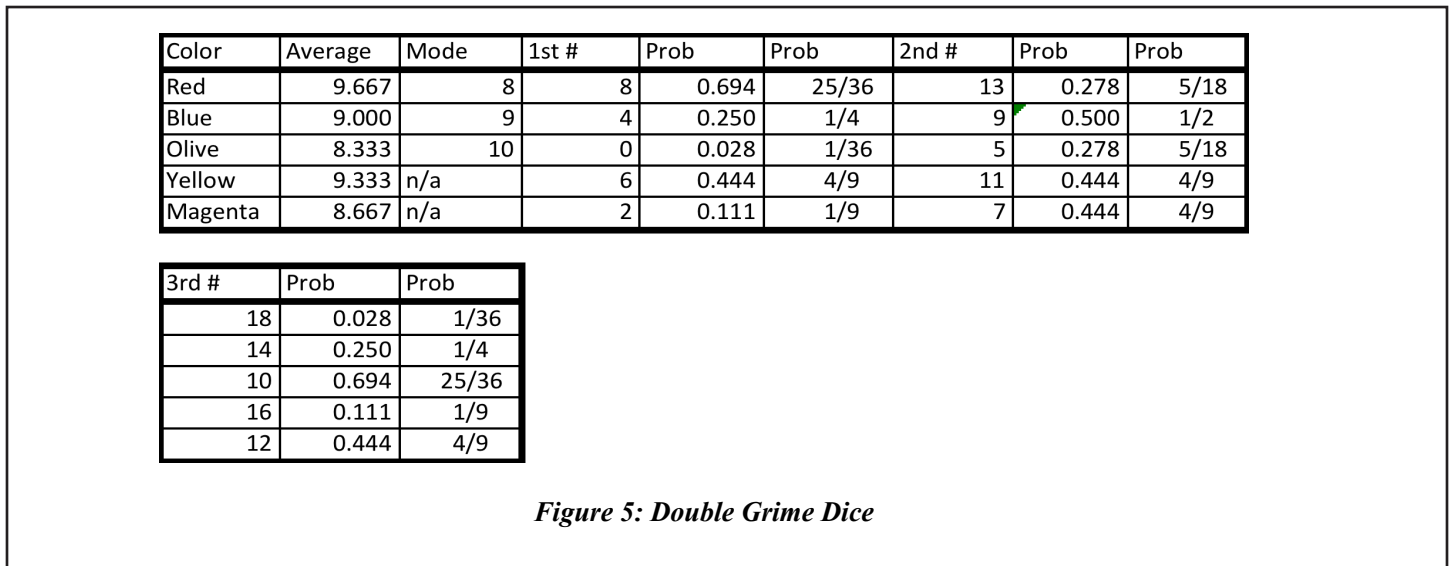 Color Average Mode 1st # Prob Prob 2nd # Prob Prob
Red 9.667 8 8 0.694 25/36 13 0.278 5/18
Blue 9.000 9 4 0.250 1/4 9 0.500 1/2
Olive 8.333 10 0 0.028 1/36 5 0.278 5/18
Yellow 9.333 n/a 6 0.444 4/9 11 0.444 4/9
Magenta 8.667 n/a 2 0.111 1/9 7 0.444 4/9
3rd # Prob Prob
18 0.028 1/36
14 0.250 1/4
10 0.694 25/36
16 0.111 1/9
12 0.444 4/9
Figure 5: Double Grime Dice